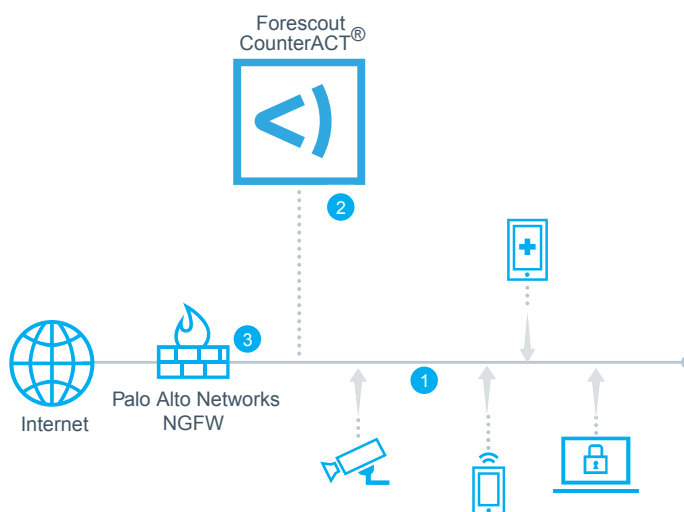 Forescout
CounterACT®
2
3
1
Internet
Palo Alto Networks
NGFW